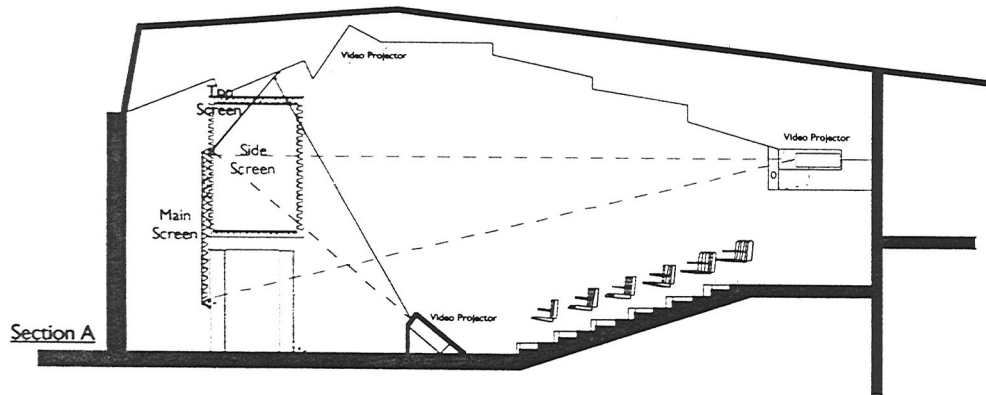 Video Projector
Top
Screen
Video Projector
Side
Screen
Main
Screen
Video Projector
Section A